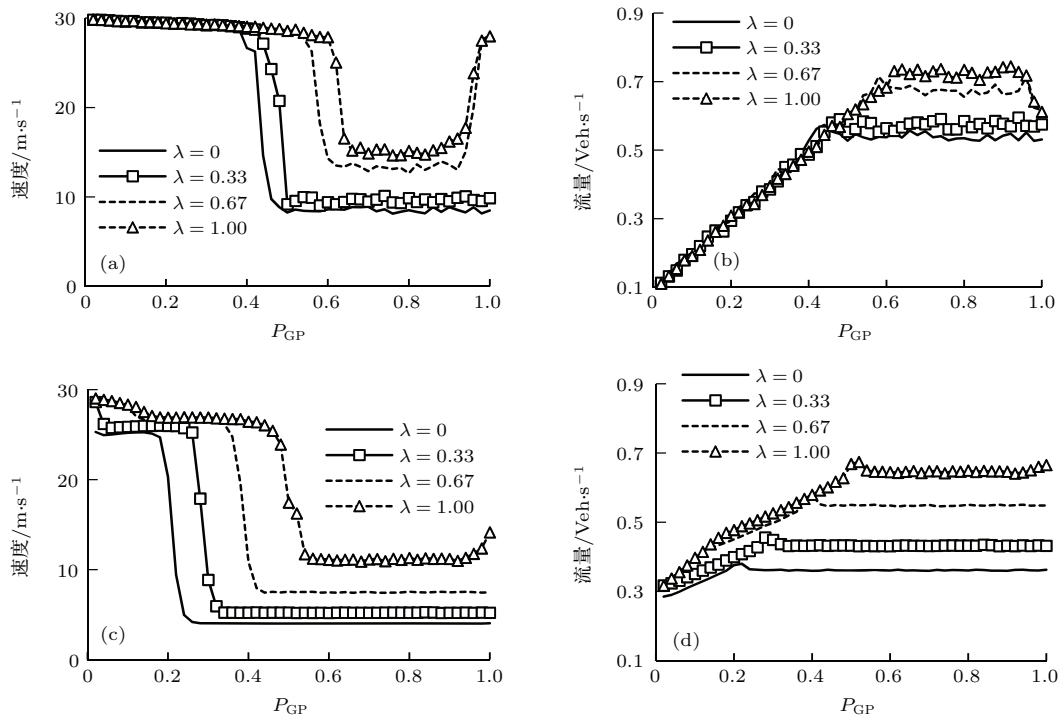 30
20
10
0
0
0.2
0.4
0.6
0.8
1.0
速度/m·s⁻¹
P_GP
λ = 0
λ = 0.33
λ = 0.67
λ = 1.00
(a)
0.9
0.7
0.5
0.3
0.1
0
0.2
0.4
0.6
0.8
1.0
流量/Veh·s⁻¹
P_GP
λ = 0
λ = 0.33
λ = 0.67
λ = 1.00
(b)
30
20
10
0
0
0.2
0.4
0.6
0.8
1.0
速度/m·s⁻¹
P_GP
λ = 0
λ = 0.33
λ = 0.67
λ = 1.00
(c)
0.9
0.7
0.5
0.3
0.1
0
0.2
0.4
0.6
0.8
1.0
流量/Veh·s⁻¹
P_GP
λ = 0
λ = 0.33
λ = 0.67
λ = 1.00
(d)